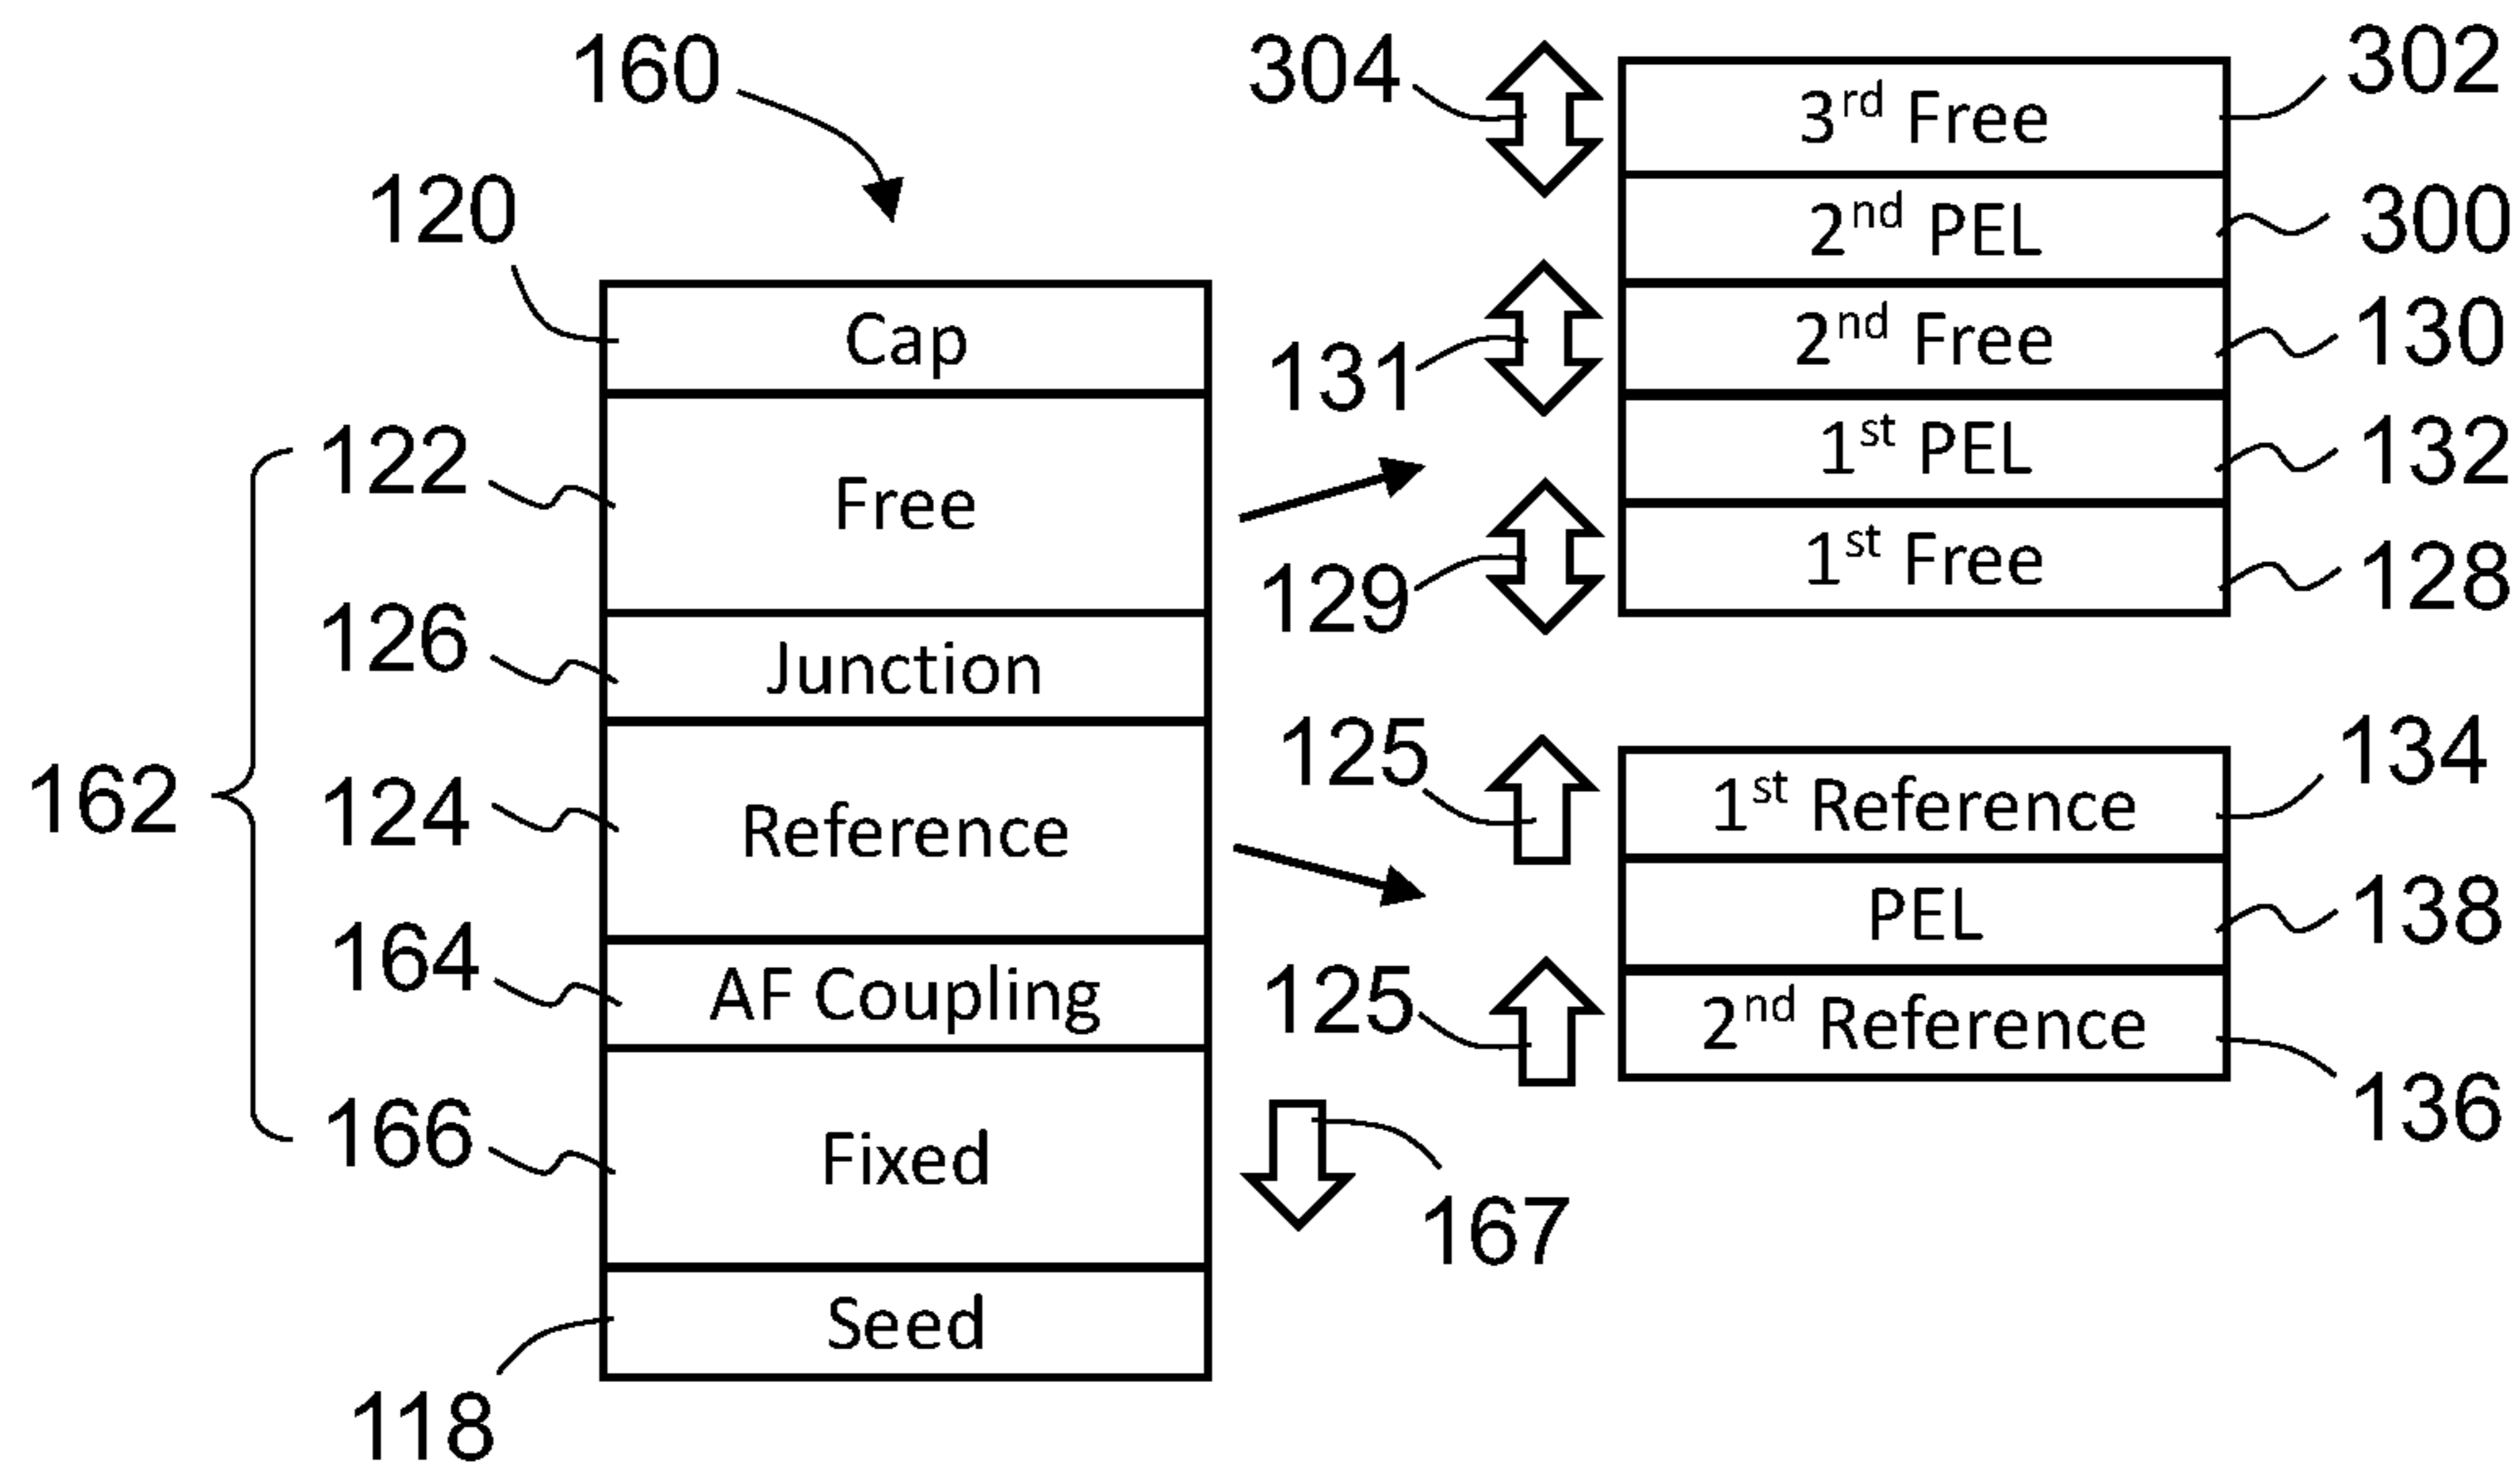 160
120
Cap
122
Free
126
Junction
162
124
Reference
164
AF Coupling
166
Fixed
167
Seed
118
304
3rd Free
302
2nd PEL
300
131
2nd Free
130
1st PEL
132
129
1st Free
128
125
1st Reference
134
PEL
138
125
2nd Reference
136